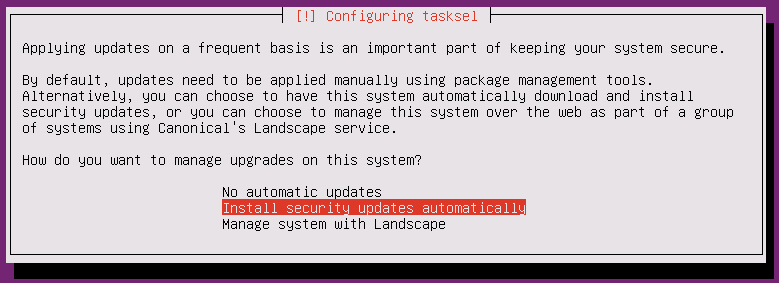 [!] Configuring tasksel
Applying updates on a frequent basis is an important part of keeping your system secure.
By default, updates need to be applied manually using package management tools.
Alternatively, you can choose to have this system automatically download and install
security updates, or you can choose to manage this system over the web as part of a group
of systems using Canonical's Landscape service.
How do you want to manage upgrades on this system?
No automatic updates
Install security updates automatically
Manage system with Landscape